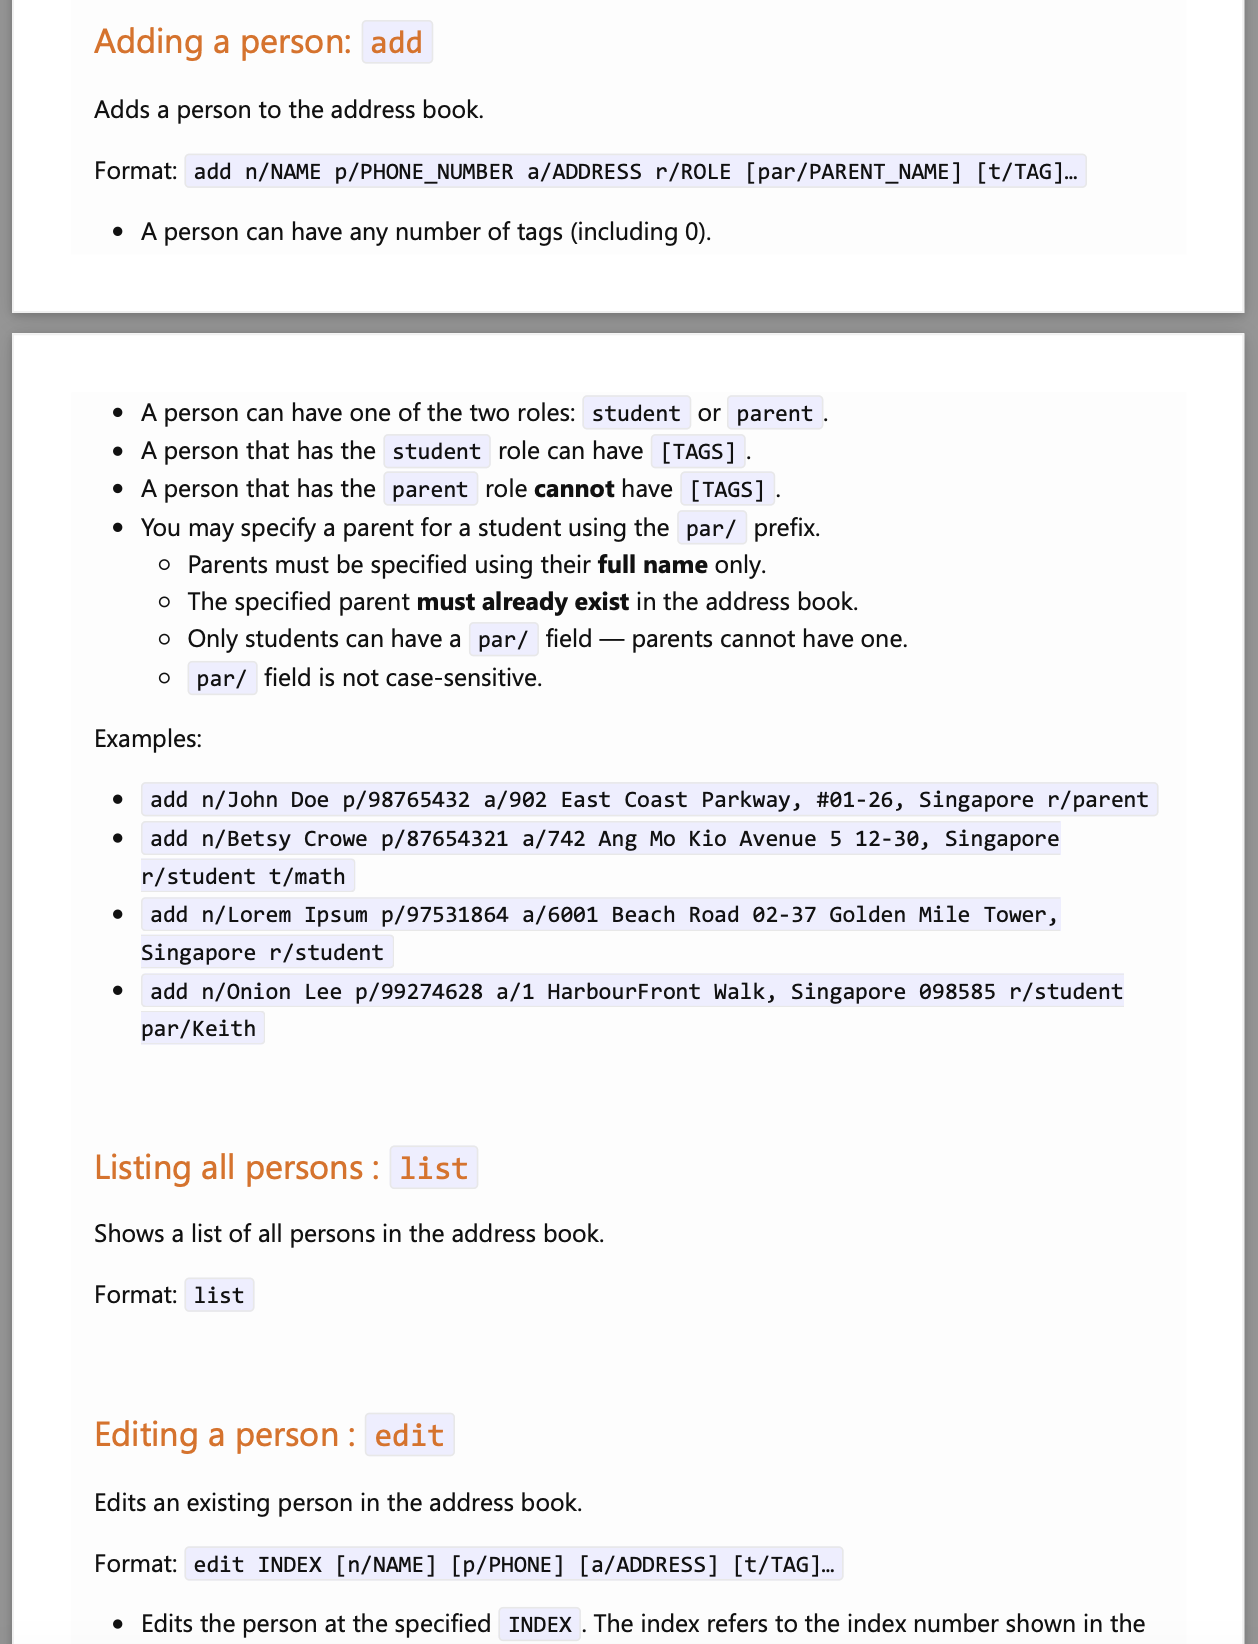 Adding a person: add
Adds a person to the address book.
Format: add n/NAME p/PHONE_NUMBER a/ADDRESS r/ROLE [par/PARENT_NAME] [t/TAG]…
• A person can have any number of tags (including 0).
• A person can have one of the two roles: student or parent.
• A person that has the student role can have [TAGS].
• A person that has the parent role cannot have [TAGS].
• You may specify a parent for a student using the par/ prefix.
○ Parents must be specified using their full name only.
○ The specified parent must already exist in the address book.
○ Only students can have a par/ field — parents cannot have one.
○ par/ field is not case-sensitive.
Examples:
• add n/John Doe p/98765432 a/902 East Coast Parkway, #01-26, Singapore r/parent
• add n/Betsy Crowe p/87654321 a/742 Ang Mo Kio Avenue 5 12-30, Singapore
r/student t/math
• add n/Lorem Ipsum p/97531864 a/6001 Beach Road 02-37 Golden Mile Tower,
Singapore r/student
• add n/Onion Lee p/99274628 a/1 HarbourFront Walk, Singapore 098585 r/student
par/Keith
Listing all persons : list
Shows a list of all persons in the address book.
Format: list
Editing a person : edit
Edits an existing person in the address book.
Format: edit INDEX [n/NAME] [p/PHONE] [a/ADDRESS] [t/TAG]…
• Edits the person at the specified INDEX. The index refers to the index number shown in the